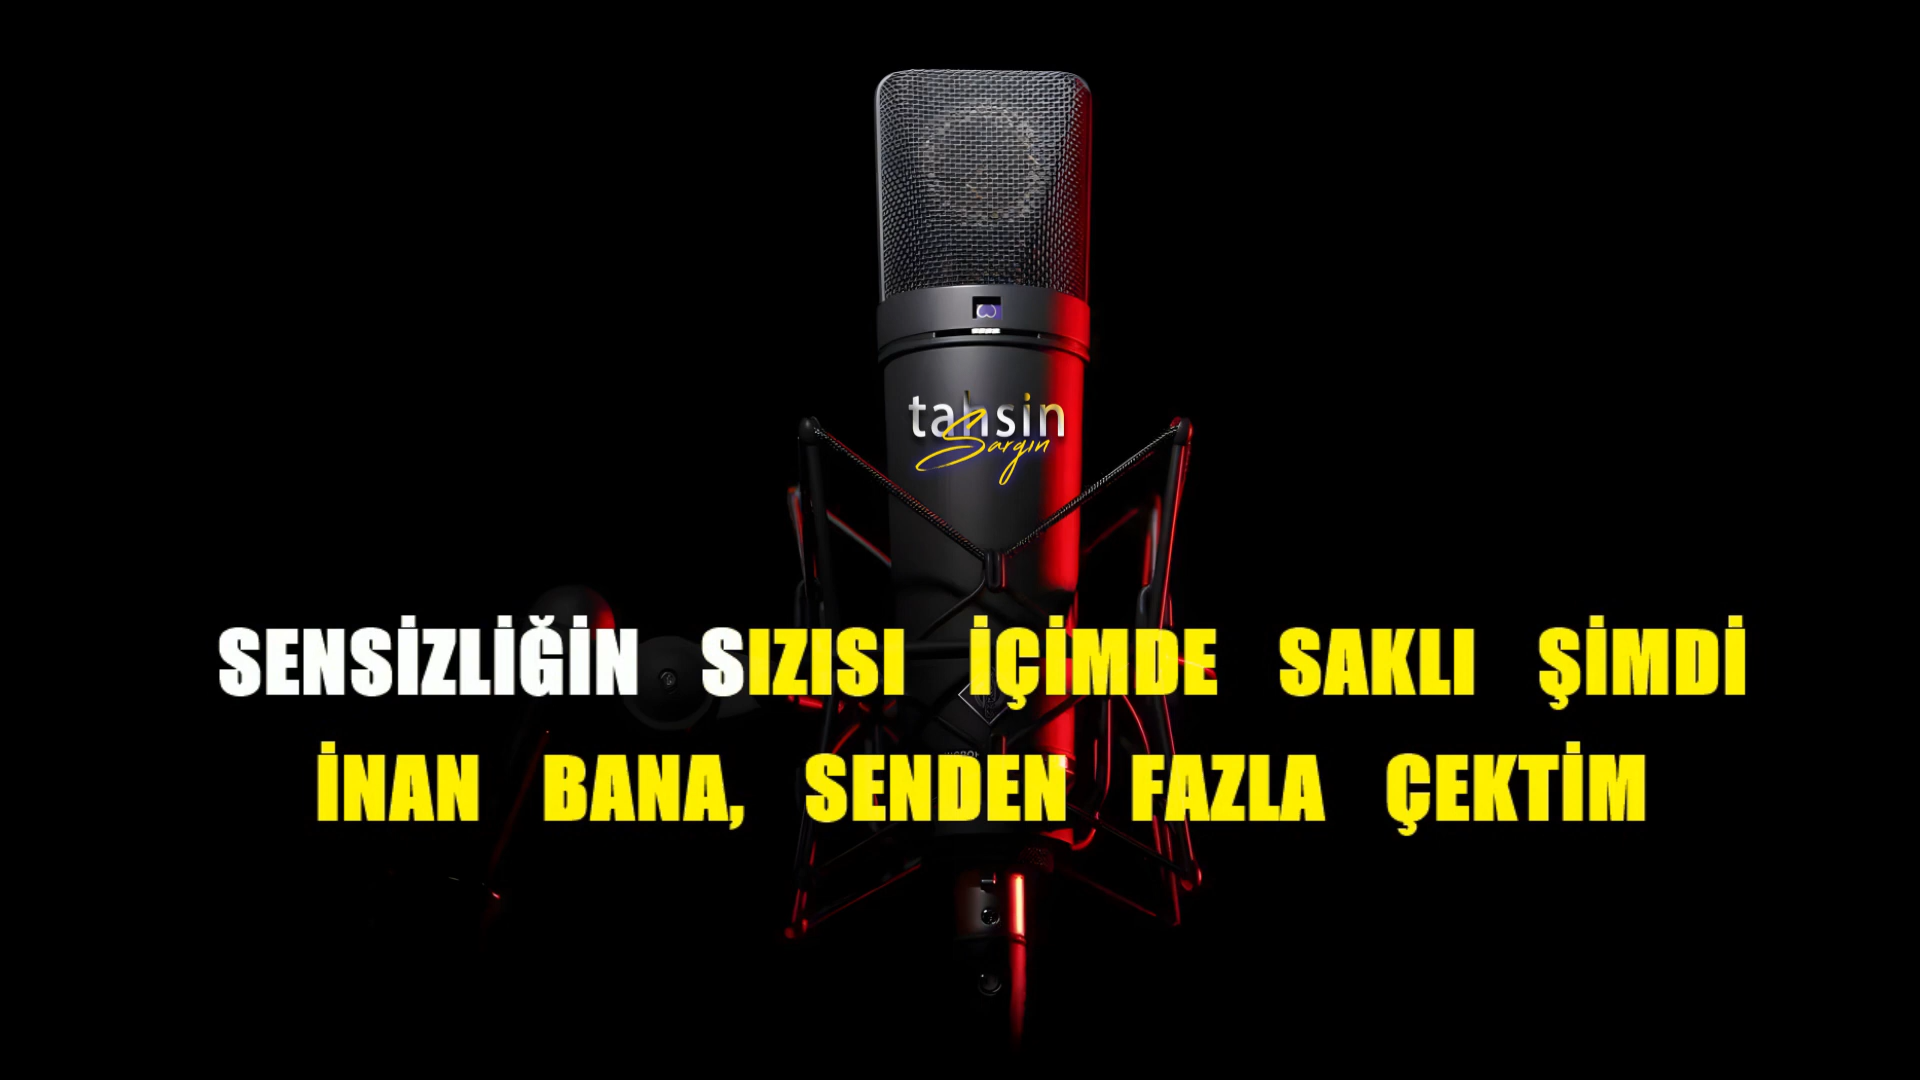 tahsin
Sargın
SENSİZLİĞİN SIZISI İÇİMDE SAKLI ŞİMDİ
İNAN BANA, SENDEN FAZLA ÇEKTİM